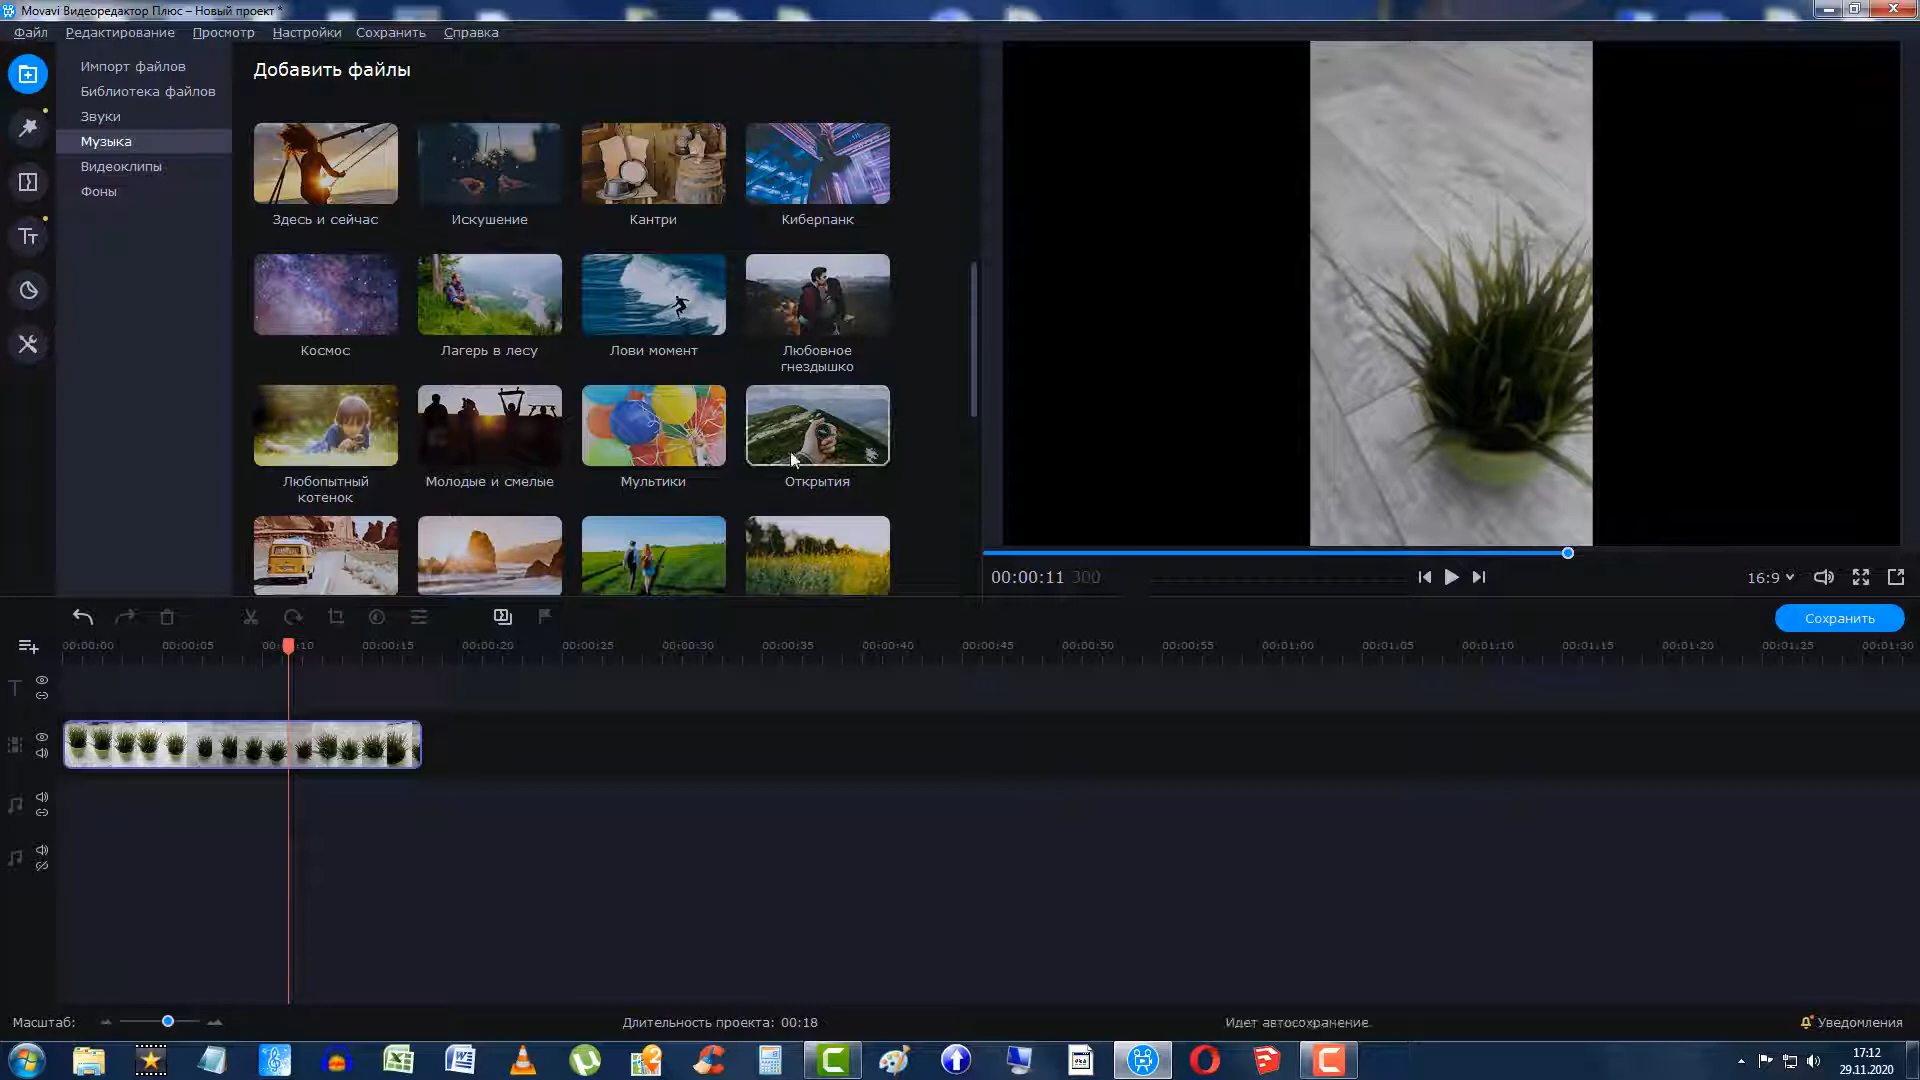 Movavi Видеоредактор Плюс – Новый проект *
Файл Редактирование Просмотр Настройки Сохранить Справка
Импорт файлов
Библиотека файлов
Звуки
Музыка
Видеоклипы
Фоны
Добавить файлы
Здесь и сейчас Искушение Кантри Киберпанк
Космос Лагерь в лесу Лови момент Любовное
гнездышко
Любопытный
котенок
Молодые и смелые Мультики Открытия
00:00:11 300
16:9
Сохранить
00:00:00 00:00:05 00:00:10 00:00:15 00:00:20 00:00:25 00:00:30 00:00:35 00:00:40 00:00:45 00:00:50 00:00:55 00:01:00 00:01:05 00:01:10 00:01:15 00:01:20 00:01:25 00:01:30
Масштаб: Длительность проекта: 00:18 Идет автосохранение Уведомления
17:12
29.11.2020